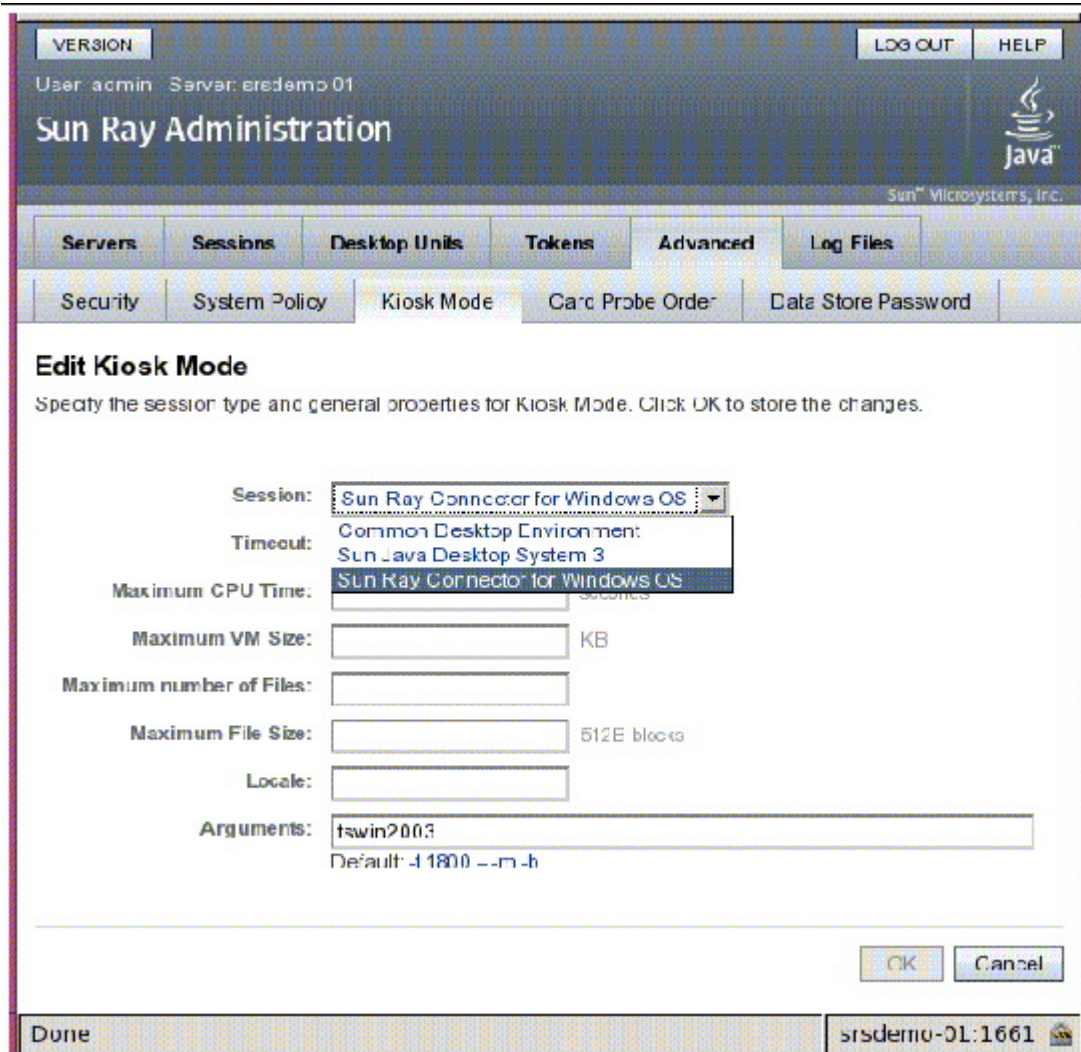 VERSION LOG OUT HELP
User: admin Server: srsdemo-01
Sun Ray Administration
Java™
Sun™ Microsystems, Inc.
Servers Sessions Desktop Units Tokens Advanced Log Files
Security System Policy Kiosk Mode Card Probe Order Data Store Password
Edit Kiosk Mode
Specify the session type and general properties for Kiosk Mode. Click OK to store the changes.
Session: Sun Ray Connector for Windows OS
Common Desktop Environment
Timeout:
Sun Java Desktop System 3
Sun Ray Connector for Windows OS
Maximum CPU Time: seconds
Maximum VM Size: KB
Maximum number of Files:
Maximum File Size: 512B blocks
Locale:
Arguments: tswin2003
Default: -t 1800 -- -m -b
OK Cancel
Done srsdemo-01:1661